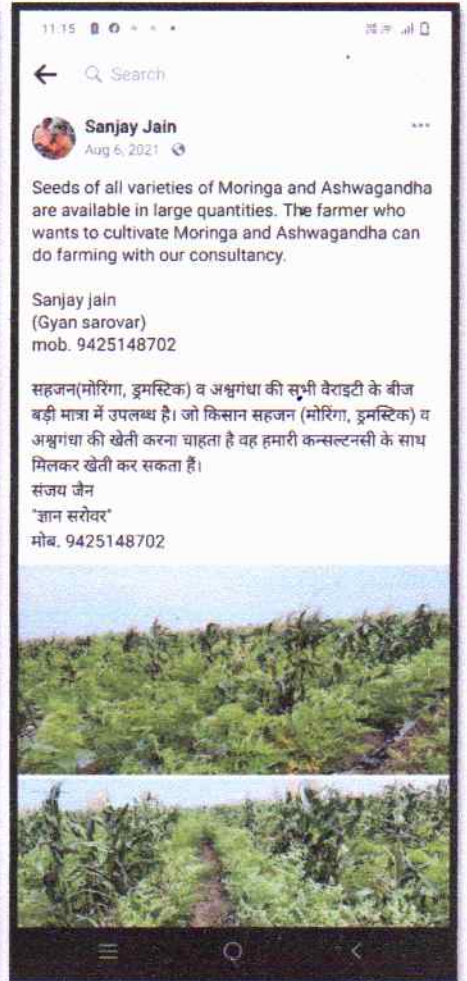 11:15
Search
Sanjay Jain
Aug 6, 2021
Seeds of all varieties of Moringa and Ashwagandha
are available in large quantities. The farmer who
wants to cultivate Moringa and Ashwagandha can
do farming with our consultancy.
Sanjay jain
(Gyan sarovar)
mob. 9425148702
सहजन(मोरिंगा, ड्रमस्टिक) व अश्वगंधा की सभी वैराइटी के बीज
बड़ी मात्रा में उपलब्ध है। जो किसान सहजन (मोरिंगा, ड्रमस्टिक) व
अश्वगंधा की खेती करना चाहता है वह हमारी कन्सल्टनसी के साथ
मिलकर खेती कर सकता हैं।
संजय जैन
"ज्ञान सरोवर"
मोब. 9425148702